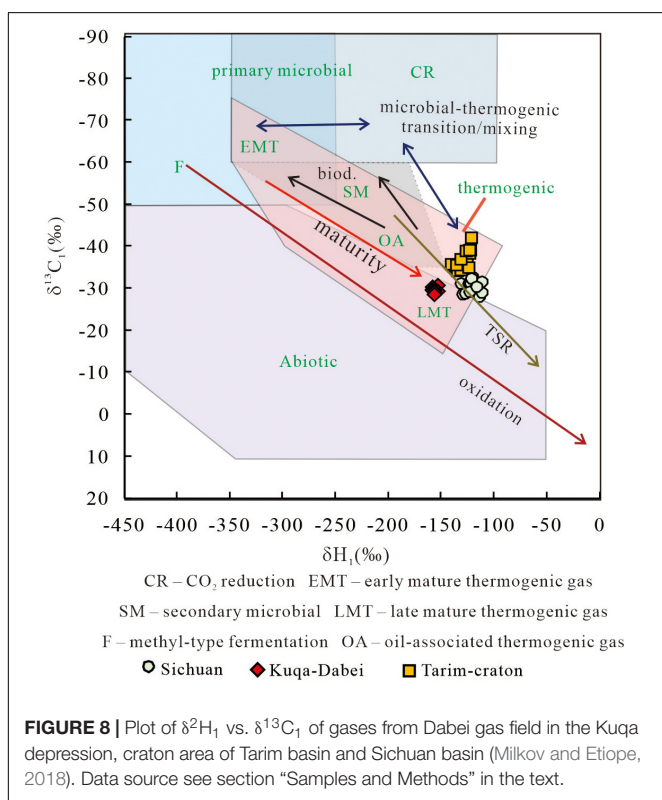 -90
-80
-70
-60
-50
-40
-30
-20
-10
0
10
20
δ¹³C₁(‰)
primary microbial
CR
microbial-thermogenic
transition/mixing
EMT
F
biod.
SM
thermogenic
OA
maturity
LMT
TSR
Abiotic
oxidation
-450 -400 -350 -300 -250 -200 -150 -100 -50 0
δH₁(‰)
CR – CO₂ reduction EMT – early mature thermogenic gas
SM – secondary microbial LMT – late mature thermogenic gas
F – methyl-type fermentation OA – oil-associated thermogenic gas
Sichuan Kuqa-Dabei Tarim-craton
FIGURE 8 | Plot of δ²H₁ vs. δ¹³C₁ of gases from Dabei gas field in the Kuqa
depression, craton area of Tarim basin and Sichuan basin (Milkov and Etiope,
2018). Data source see section “Samples and Methods” in the text.